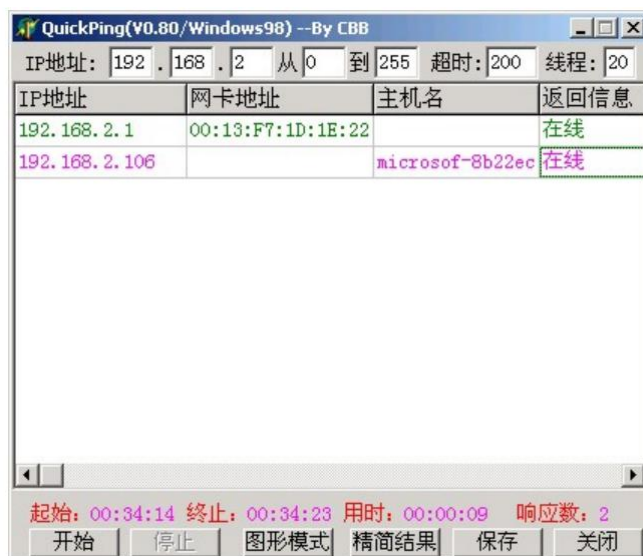 QuickPing(V0.80/Windows98) --By CBB
IP地址: 192 . 168 . 2 从 0 到 255 超时: 200 线程: 20
IP地址 网卡地址 主机名 返回信息
192.168.2.1 00:13:F7:1D:1E:22 在线
192.168.2.106 microsof-8b22ec 在线
起始: 00:34:14 终止: 00:34:23 用时: 00:00:09 响应数: 2
开始 停止 图形模式 精简结果 保存 关闭